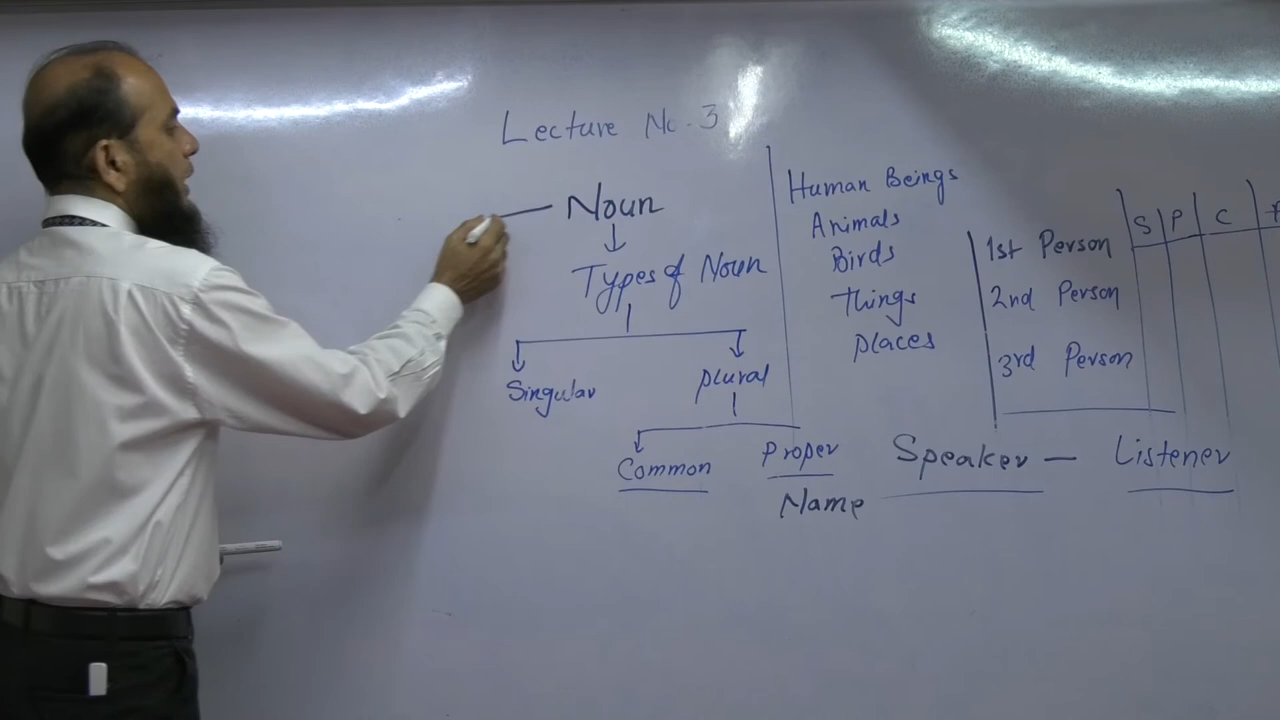 Lecture No. 3
Noun
Types of Noun
Singular
plural
Common
Proper
Name
Human Beings
Animals
Birds
Things
places
S P C
1st Person
2nd Person
3rd Person
Speaker — Listener